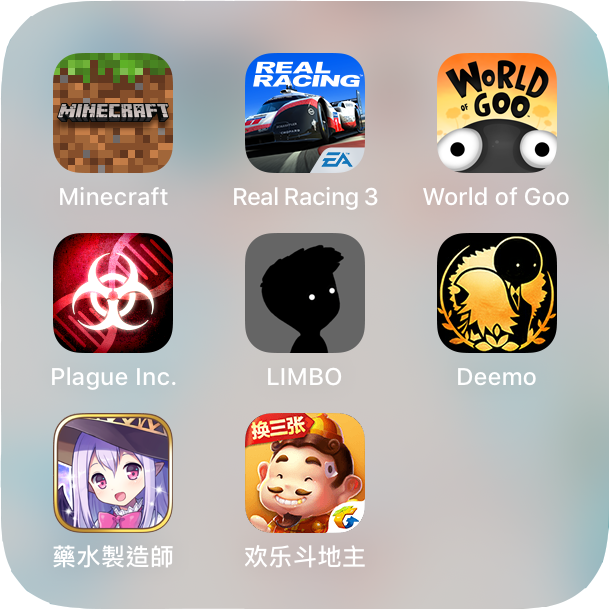 MINECRAFT
REAL
RACING
EA
WORLD
OF
GOO
Minecraft
Real Racing 3
World of Goo
Plague Inc.
LIMBO
Deemo
换三张
藥水製造師
欢乐斗地主